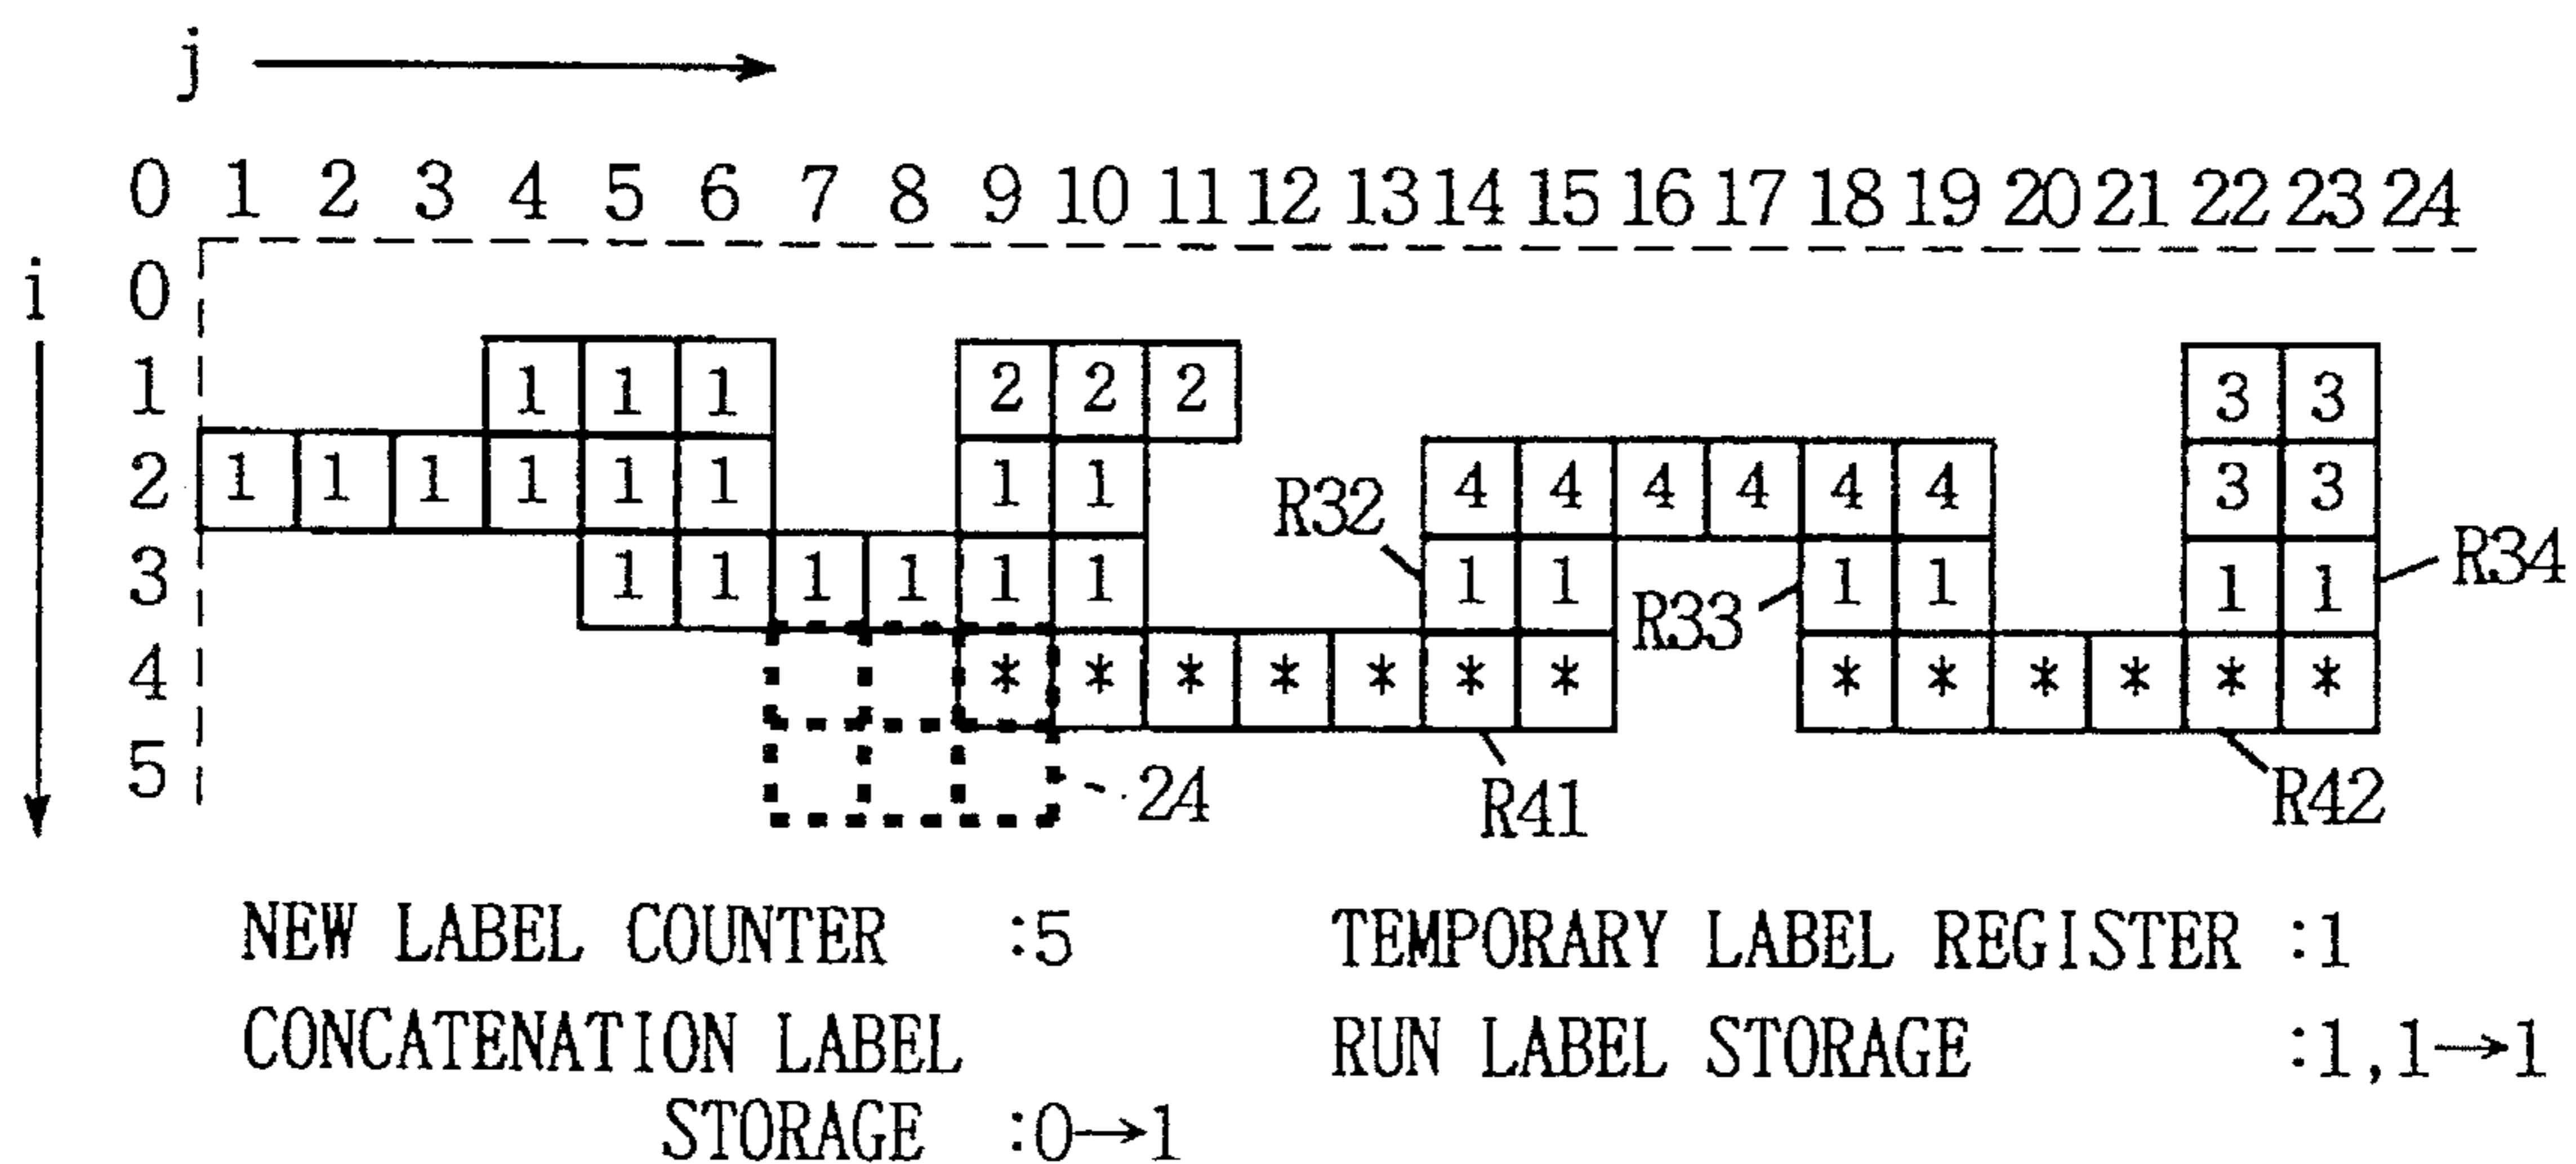 j
0 1 2 3 4 5 6 7 8 9 10 11 12 13 14 15 16 17 18 19 20 21 22 23 24
i 0
1 1 1 1 2 2 2 3 3
2 1 1 1 1 1 1 1 1 R32 4 4 4 4 4 4 3 3
3 1 1 1 1 1 1 1 1 R33 1 1 1 1 R34
4 * * * * * * * * * * * * *
5 24 R41 R42
NEW LABEL COUNTER :5 TEMPORARY LABEL REGISTER :1
CONCATENATION LABEL RUN LABEL STORAGE :1,1→1
STORAGE :0→1